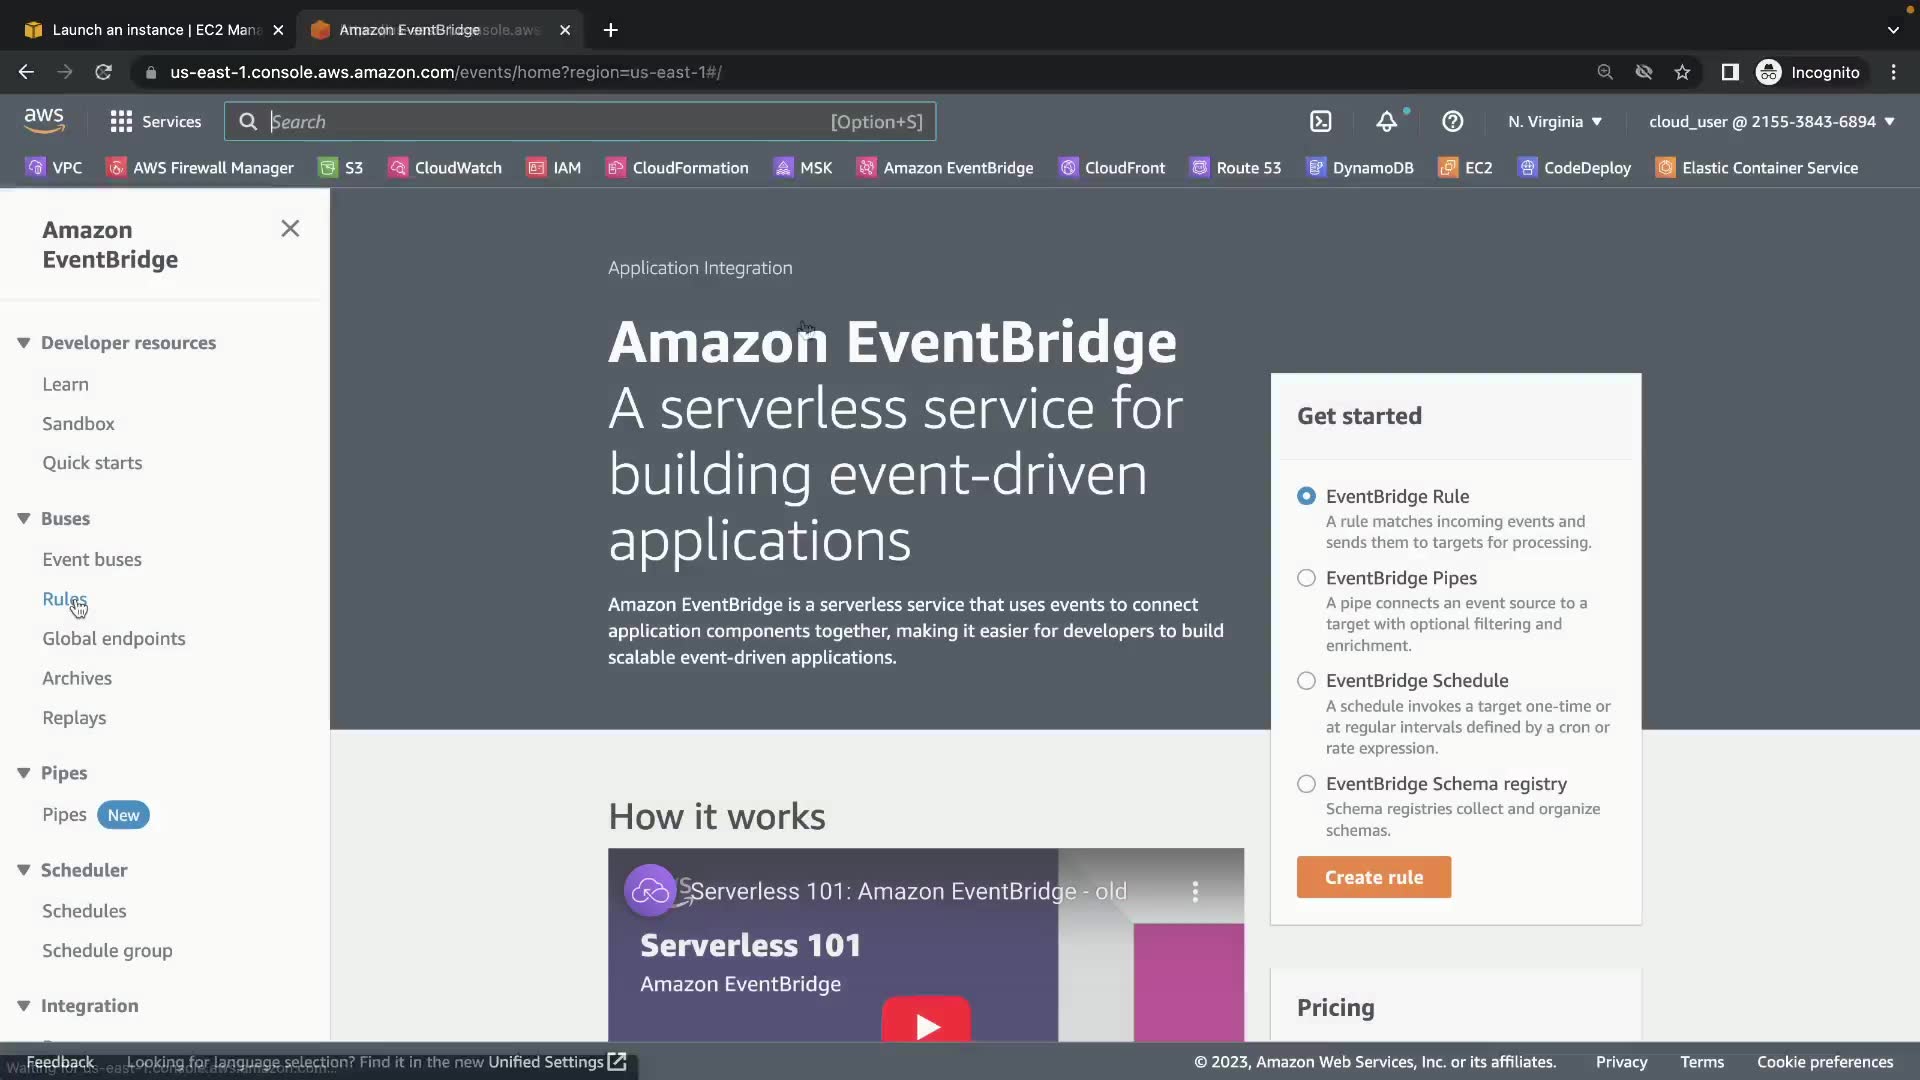 Launch an instance | EC2 Mana
Amazon EventBridge
us-east-1.console.aws.amazon.com/events/home?region=us-east-1#/
Incognito
aws
Services
Search
[Option+S]
N. Virginia
cloud_user @ 2155-3843-6894
VPC
AWS Firewall Manager
S3
CloudWatch
IAM
CloudFormation
MSK
Amazon EventBridge
CloudFront
Route 53
DynamoDB
EC2
CodeDeploy
Elastic Container Service
Amazon
EventBridge
Developer resources
Learn
Sandbox
Quick starts
Buses
Event buses
Rules
Global endpoints
Archives
Replays
Pipes
Pipes New
Scheduler
Schedules
Schedule group
Integration
Application Integration
Amazon EventBridge
A serverless service for
building event-driven
applications
Amazon EventBridge is a serverless service that uses events to connect
application components together, making it easier for developers to build
scalable event-driven applications.
Get started
EventBridge Rule
A rule matches incoming events and
sends them to targets for processing.
EventBridge Pipes
A pipe connects an event source to a
target with optional filtering and
enrichment.
EventBridge Schedule
A schedule invokes a target one-time or
at regular intervals defined by a cron or
rate expression.
EventBridge Schema registry
Schema registries collect and organize
schemas.
Create rule
How it works
Serverless 101: Amazon EventBridge - old
Serverless 101
Amazon EventBridge
Pricing
Feedback
Looking for language selection? Find it in the new Unified Settings
Waiting for us-east-1.console.aws.amazon.com...
© 2023, Amazon Web Services, Inc. or its affiliates.
Privacy
Terms
Cookie preferences